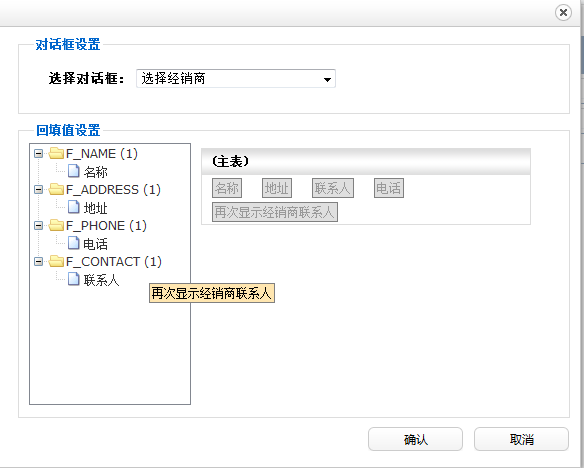 对话框设置
选择对话框： 选择经销商
回填值设置
F_NAME (1)
名称
F_ADDRESS (1)
地址
F_PHONE (1)
电话
F_CONTACT (1)
联系人
再次显示经销商联系人
(主表)
名称 地址 联系人 电话
再次显示经销商联系人
确认 取消